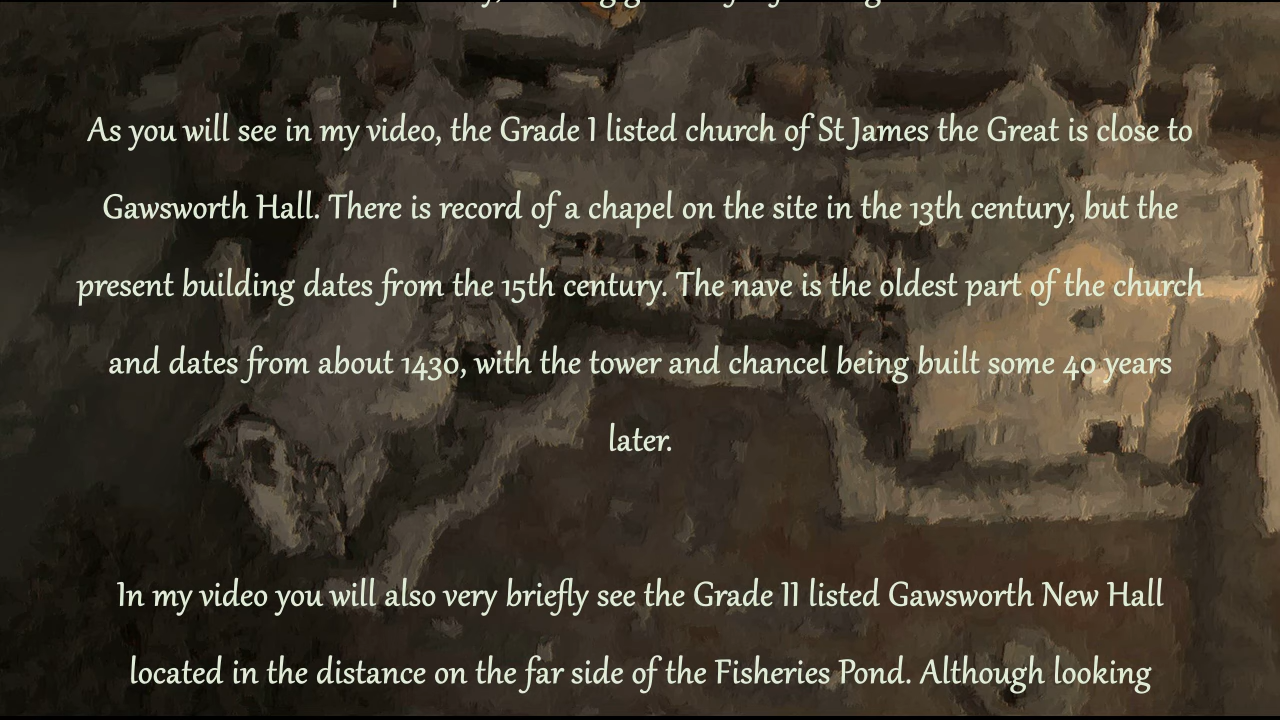 As you will see in my video, the Grade I listed church of St James the Great is close to
Gawsworth Hall. There is record of a chapel on the site in the 13th century, but the
present building dates from the 15th century. The nave is the oldest part of the church
and dates from about 1430, with the tower and chancel being built some 40 years
later.
In my video you will also very briefly see the Grade II listed Gawsworth New Hall
located in the distance on the far side of the Fisheries Pond. Although looking